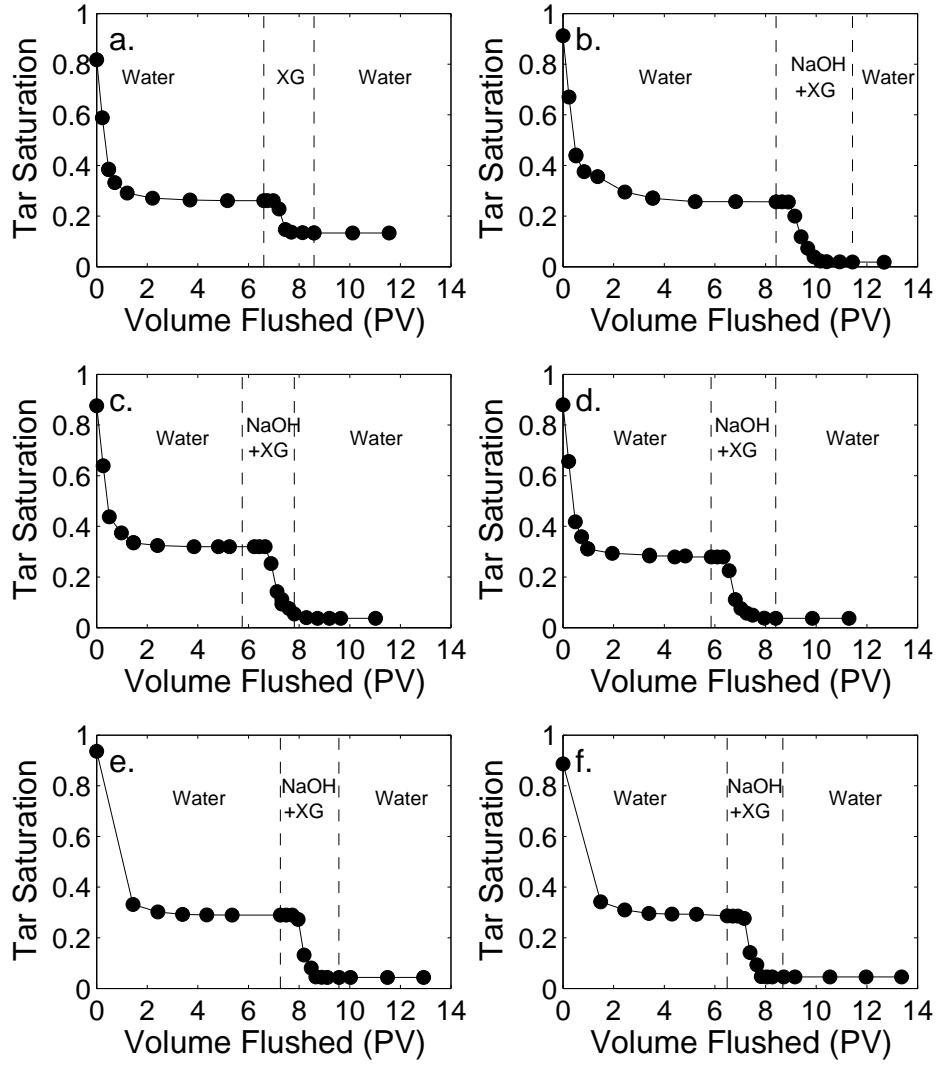 a.
Water
XG
Water
1
0.8
0.6
0.4
0.2
0
Tar Saturation
0 2 4 6 8 10 12 14
Volume Flushed (PV)
b.
Water
NaOH
+XG
Water
1
0.8
0.6
0.4
0.2
0
Tar Saturation
0 2 4 6 8 10 12 14
Volume Flushed (PV)
c.
Water
NaOH
+XG
Water
1
0.8
0.6
0.4
0.2
0
Tar Saturation
0 2 4 6 8 10 12 14
Volume Flushed (PV)
d.
Water
NaOH
+XG
Water
1
0.8
0.6
0.4
0.2
0
Tar Saturation
0 2 4 6 8 10 12 14
Volume Flushed (PV)
e.
Water
NaOH
+XG
Water
1
0.8
0.6
0.4
0.2
0
Tar Saturation
0 2 4 6 8 10 12 14
Volume Flushed (PV)
f.
Water
NaOH
+XG
Water
1
0.8
0.6
0.4
0.2
0
Tar Saturation
0 2 4 6 8 10 12 14
Volume Flushed (PV)